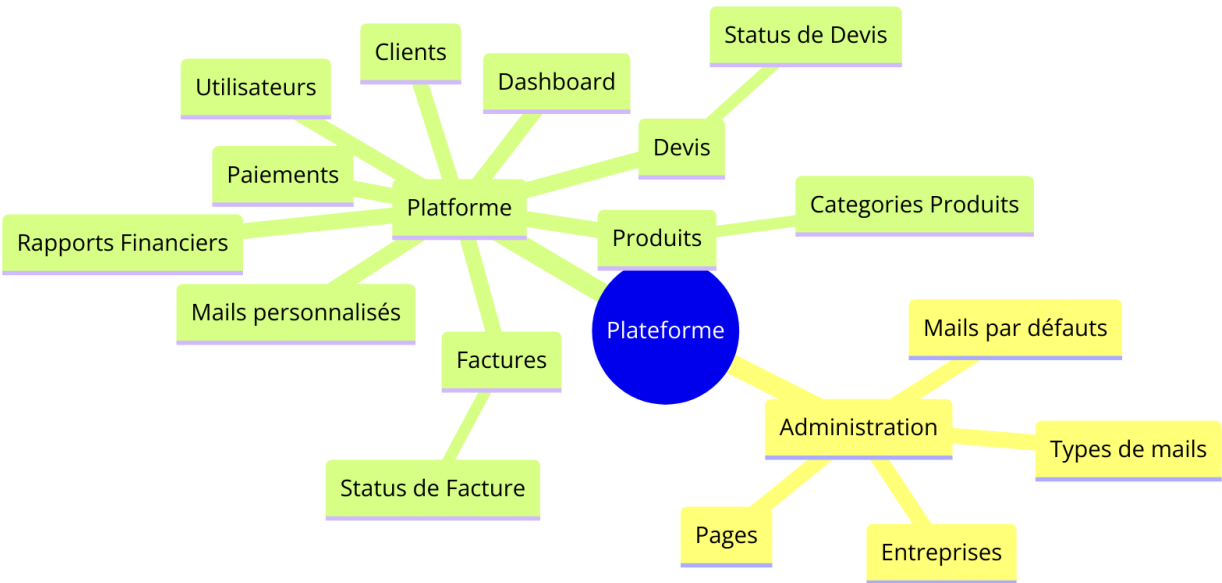 Status de Devis
Clients
Dashboard
Utilisateurs
Devis
Paiements
Platforme
Categories Produits
Produits
Rapports Financiers
Mails personnalisés
Plateforme
Mails par défauts
Factures
Administration
Types de mails
Status de Facture
Pages
Entreprises